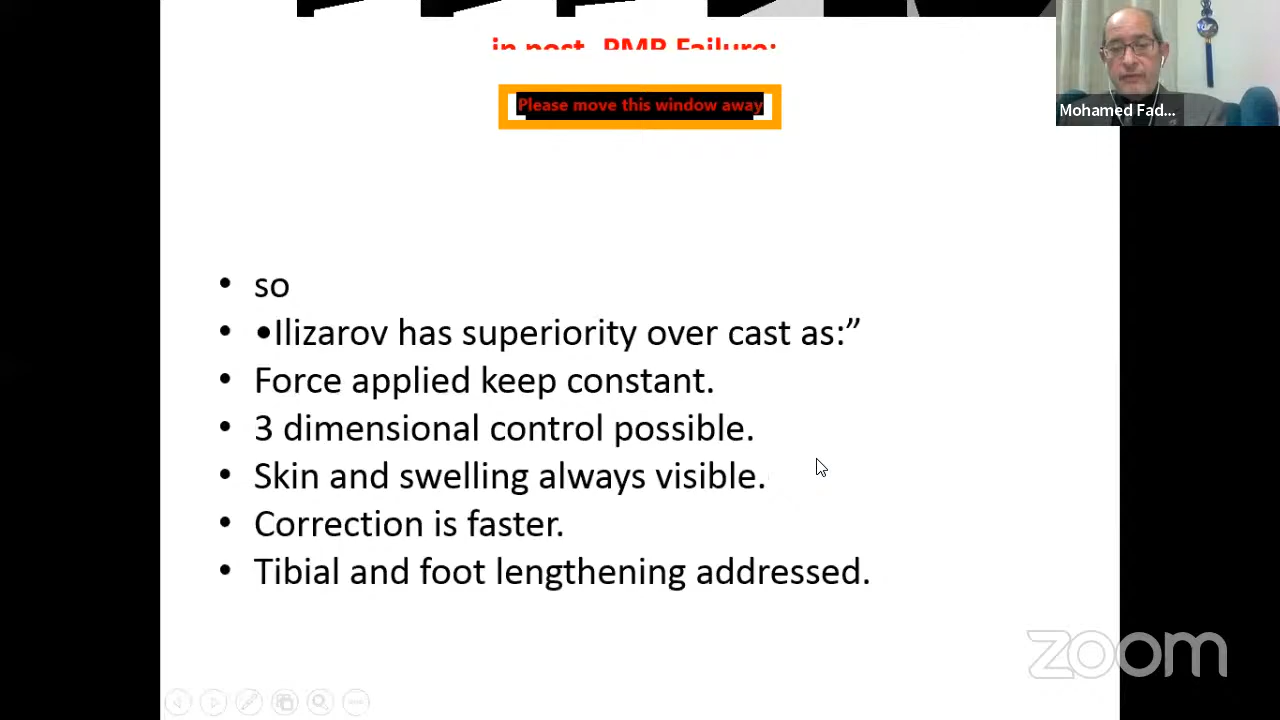 in post. PMR Failure:
Please move this window away
Mohamed Fad...
• so
• •Ilizarov has superiority over cast as:”
• Force applied keep constant.
• 3 dimensional control possible.
• Skin and swelling always visible.
• Correction is faster.
• Tibial and foot lengthening addressed.
zoom